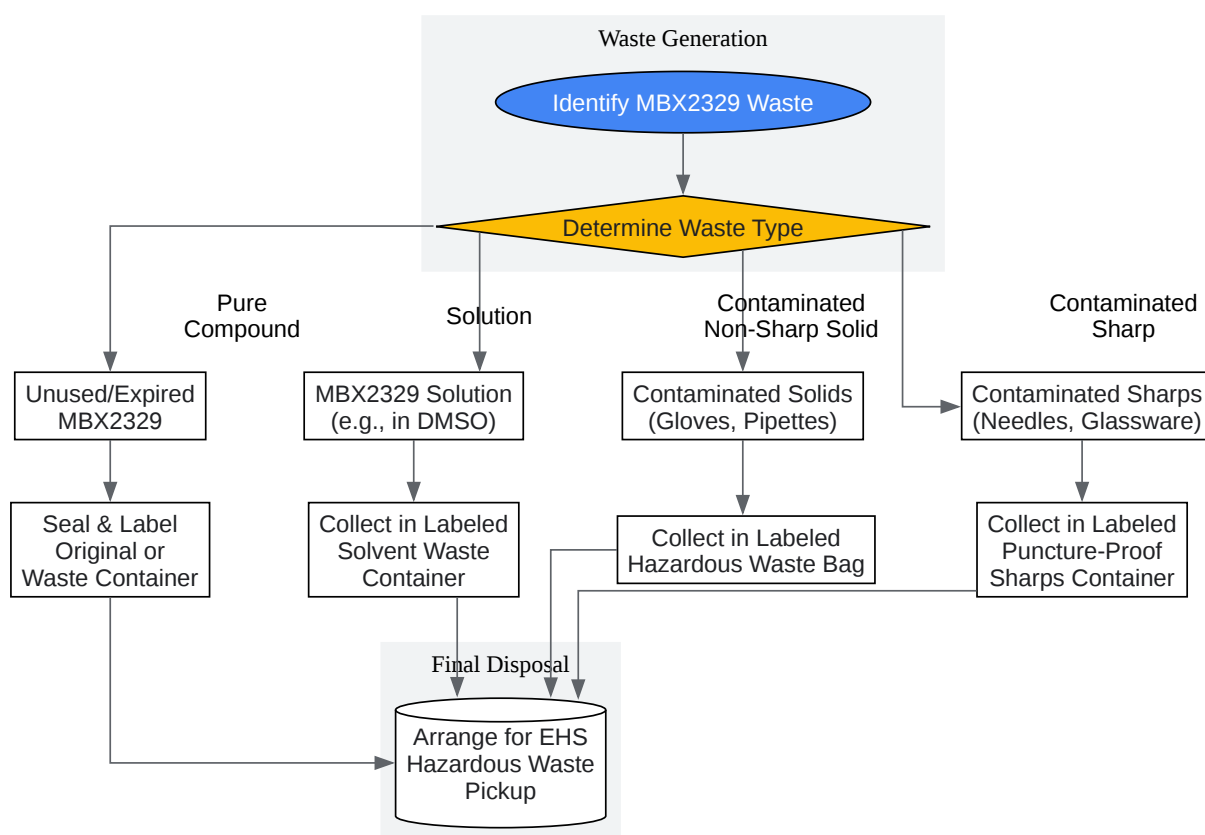 Waste Generation
Identify MBX2329 Waste
Determine Waste Type
Pure
Compound
Solution
Contaminated
Non-Sharp Solid
Contaminated
Sharp
Unused/Expired
MBX2329
MBX2329 Solution
(e.g., in DMSO)
Contaminated Solids
(Gloves, Pipettes)
Contaminated Sharps
(Needles, Glassware)
Seal & Label
Original or
Waste Container
Collect in Labeled
Solvent Waste
Container
Collect in Labeled
Hazardous Waste Bag
Collect in Labeled
Puncture-Proof
Sharps Container
Final Disposal
Arrange for EHS
Hazardous Waste
Pickup